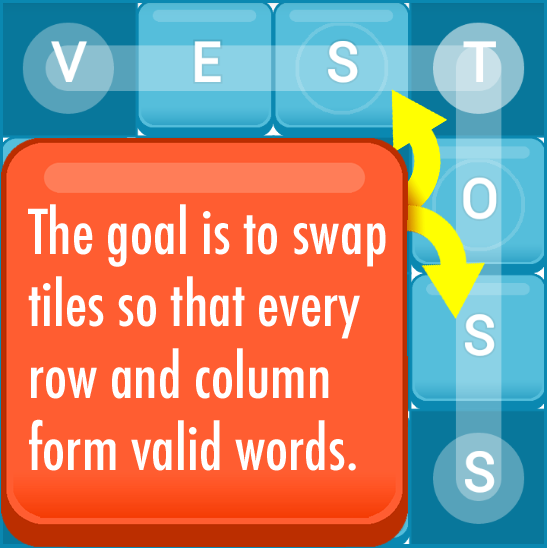 V E S T
O
The goal is to swap
tiles so that every
row and column
form valid words.
S
S